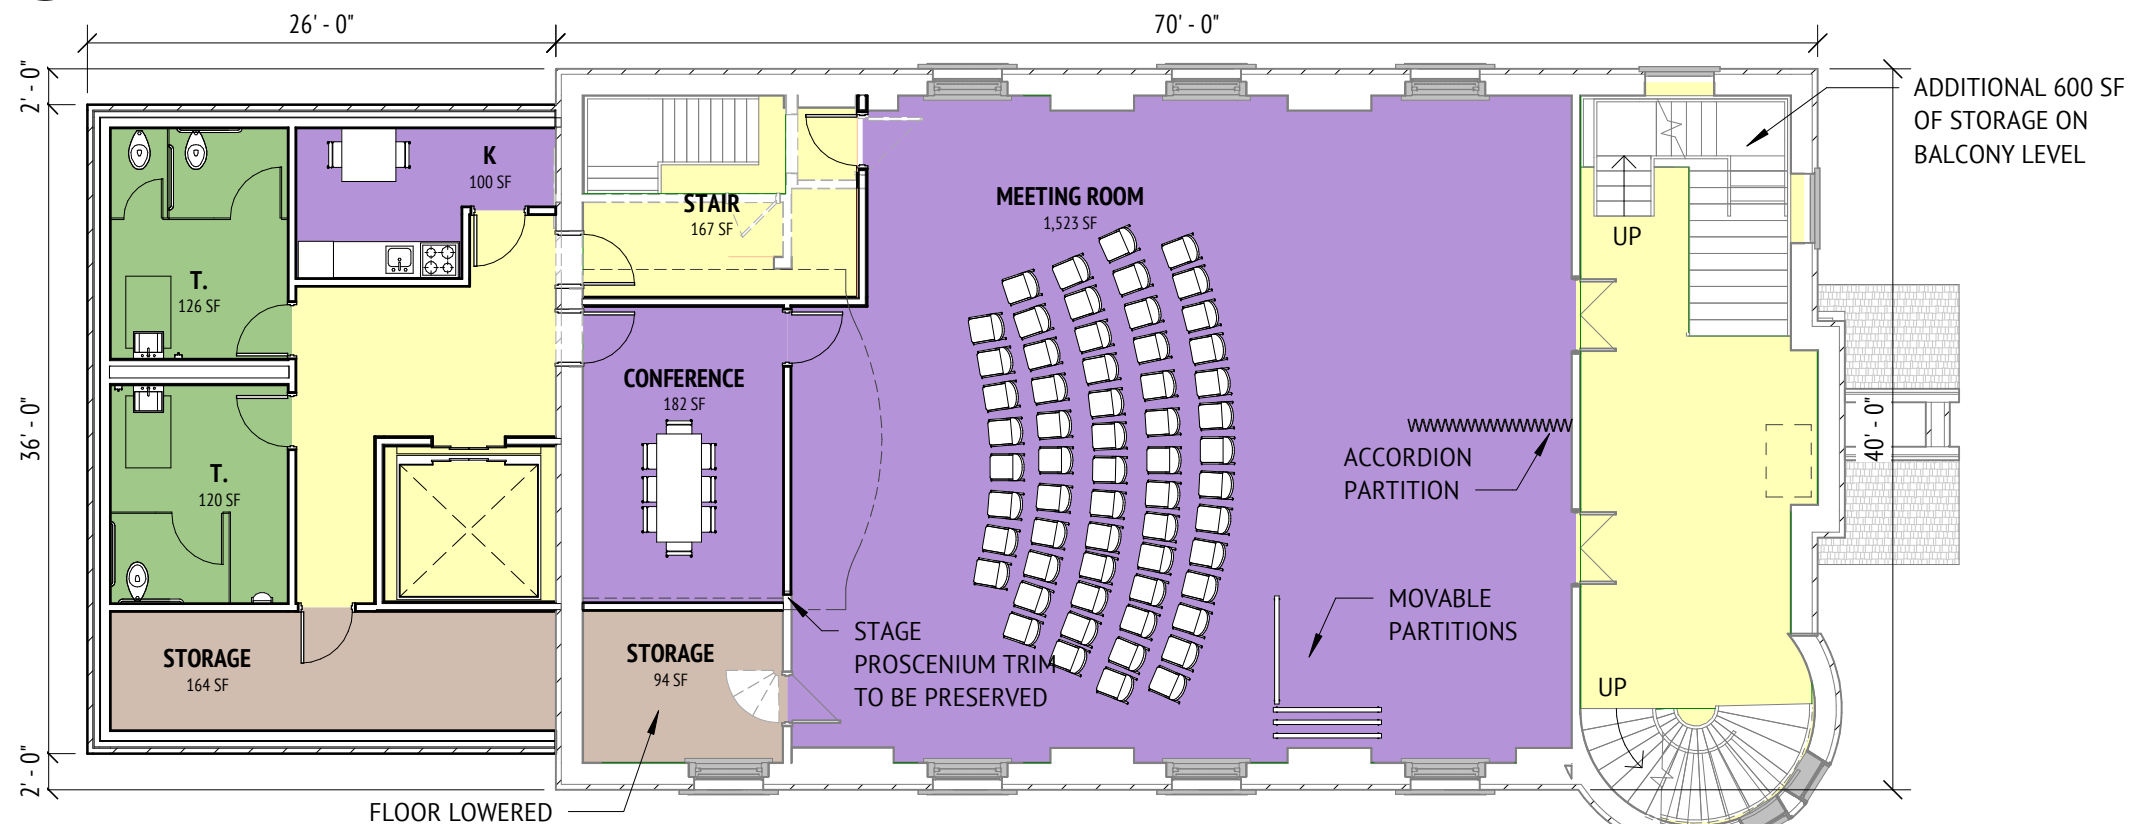 26' - 0"
70' - 0"
2' - 0"
36' - 0"
2' - 0"
40' - 0"
ADDITIONAL 600 SF
OF STORAGE ON
BALCONY LEVEL
K
100 SF
STAIR
167 SF
MEETING ROOM
1,523 SF
UP
T.
126 SF
CONFERENCE
182 SF
T.
120 SF
ACCORDION
PARTITION
MOVABLE
PARTITIONS
STORAGE
164 SF
STORAGE
94 SF
STAGE
PROSCENIUM TRIM
TO BE PRESERVED
UP
FLOOR LOWERED